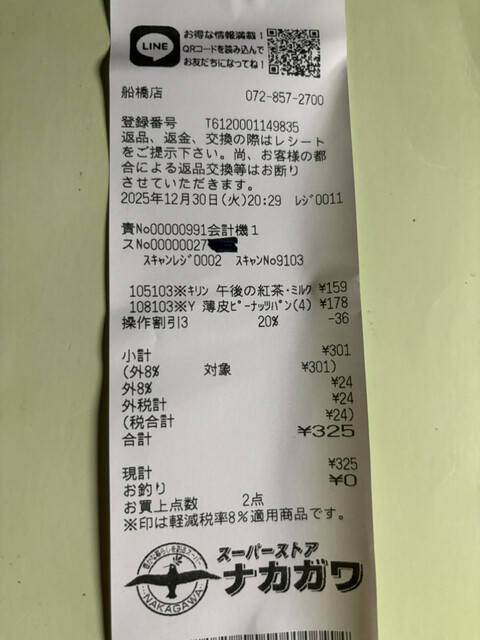 LINE
お得な情報満載！
QRコードを読み込んで
お友だちになってね！
船橋店 072-857-2700
登録番号 T6120001149835
返品、返金、交換の際はレシート
をご提示下さい。尚、お客様の都
合による返品交換等はお断り
させていただきます。
2025年12月30日(火)20:29 ﾚｼﾞ0011
責No00000991会計機１
スNo00000027
ｽｷｬﾝﾚｼﾞ0002 ｽｷｬﾝNo9103
105103※ｷﾘﾝ 午後の紅茶･ﾐﾙｸ ¥159
108103※Y 薄皮ﾋﾟｰﾅｯﾂﾊﾟﾝ(4) ¥178
操作割引3 20% -36
小計 ¥301
(外8% 対象 ¥301)
外8% ¥24
外税計 ¥24
(税合計 ¥24)
合計 ¥325
現計 ¥325
お釣り ¥0
お買上点数 2点
※印は軽減税率8％適用商品です。
スーパーストア
ナカガワ
NAKAGAWA